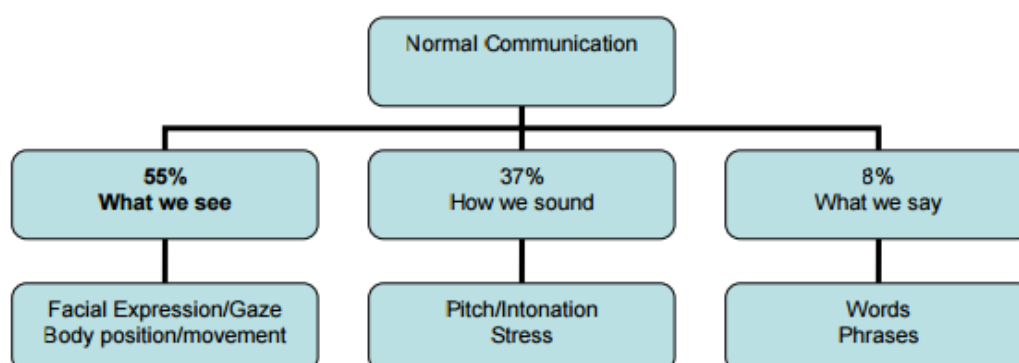 Normal Communication
55%
What we see
37%
How we sound
8%
What we say
Facial Expression/Gaze
Body position/movement
Pitch/Intonation
Stress
Words
Phrases